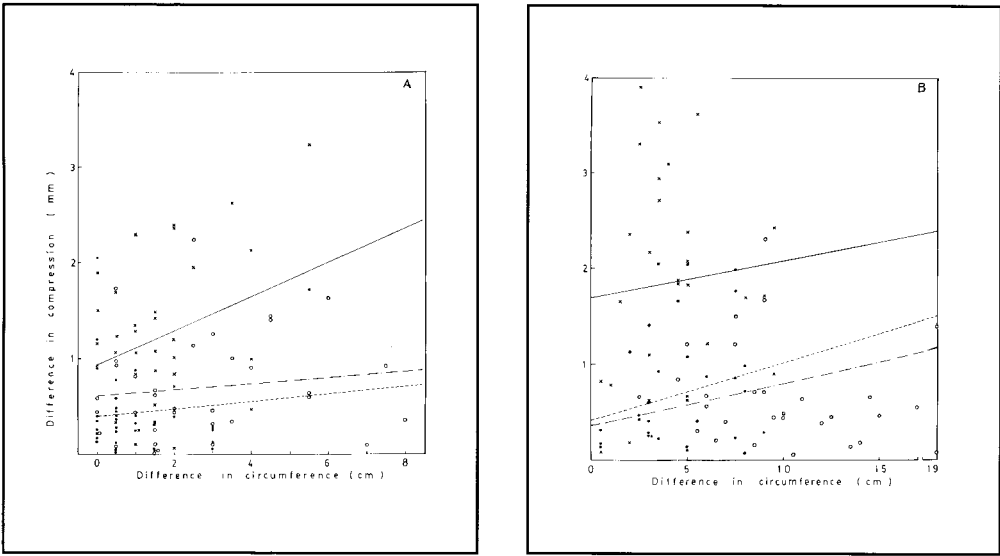 A
4
3
2
1
0 2 4 6 8
Difference in compression (mm)
Difference in circumference (cm)
B
4
3
2
1
0 5 10 15 19
Difference in circumference (cm)